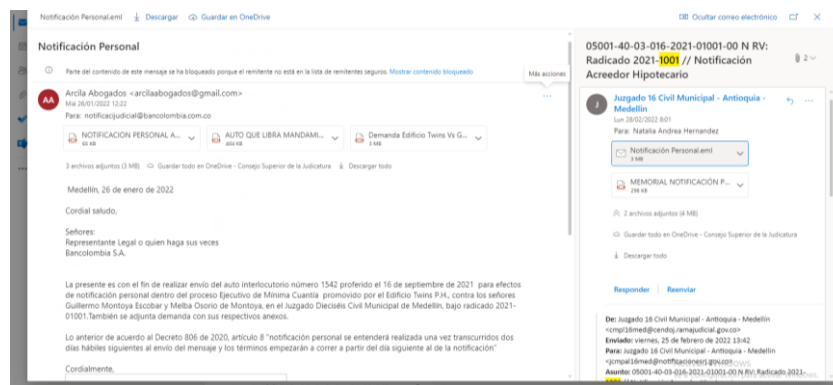 Notificación Personal.eml Descargar Guardar en OneDrive
Ocultar correo electrónico
Notificación Personal
Parte del contenido de este mensaje se ha bloqueado porque el remitente no está en la lista de remitentes seguros. Mostrar contenido bloqueado
Más acciones
AA
Arcila Abogados <arcilaabogados@gmail.com>
Mié 26/01/2022 12:22
Para: notificacijudicial@bancolombia.com.co
NOTIFICACION PERSONAL A...
65 KB
AUTO QUE LIBRA MANDAMI...
Demanda Edificio Twins Vs G...
3 MB
3 archivos adjuntos (3 MB) Guardar todo en OneDrive - Consejo Superior de la Judicatura Descargar todo
Medellín, 26 de enero de 2022
Cordial saludo,
Señores:
Representante Legal o quien haga sus veces
Bancolombia S.A.
La presente es con el fin de realizar envío del auto interlocutorio número 1542 proferido el 16 de septiembre de 2021 para efectos
de notificación personal dentro del proceso Ejecutivo de Mínima Cuantía promovido por el Edificio Twins P.H., contra los señores
Guillermo Montoya Escobar y Melba Osorio de Montoya, en el Juzgado Dieciséis Civil Municipal de Medellín, bajo radicado 2021-
01001.También se adjunta demanda con sus respectivos anexos.
Lo anterior de acuerdo al Decreto 806 de 2020, artículo 8 "notificación personal se entenderá realizada una vez transcurridos dos
días hábiles siguientes al envío del mensaje y los términos empezarán a correr a partir del día siguiente al de la notificación"
Cordialmente,
05001-40-03-016-2021-01001-00 N RV:
Radicado 2021-1001 // Notificación
Acreedor Hipotecario
2
J
Juzgado 16 Civil Municipal - Antioquia -
Medellín
Lun 28/02/2022 8:01
Para: Natalia Andrea Hernandez
Notificación Personal.eml
3 MB
MEMORIAL NOTIFICACIÓN P...
298 KB
2 archivos adjuntos (4 MB)
Guardar todo en OneDrive - Consejo Superior de la Judicatura
Descargar todo
Responder Reenviar
De: Juzgado 16 Civil Municipal - Antioquia - Medellín
<cmpl16med@cendoj.ramajudicial.gov.co>
Enviado: viernes, 25 de febrero de 2022 13:42
Para: Juzgado 16 Civil Municipal - Antioquia - Medellín
Asunto: 05001-40-03-016-2021-01001-00 N RV: Radicado 2021-